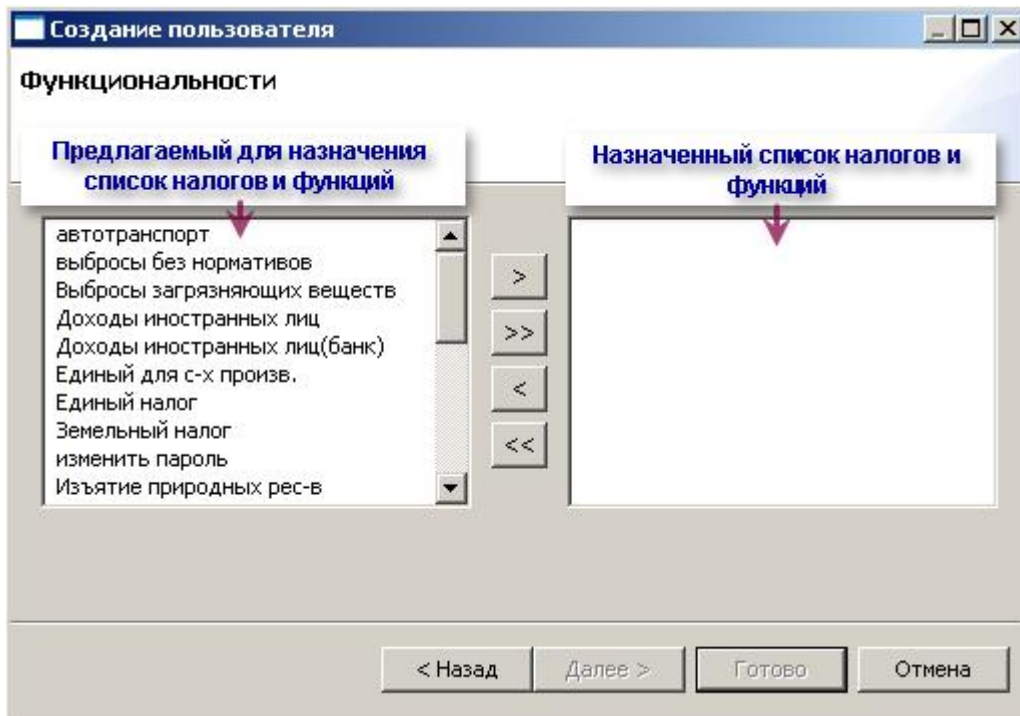 Создание пользователя
Функциональности
Предлагаемый для назначения
список налогов и функций
Назначенный список налогов и
функций
автотранспорт
выбросы без нормативов
Выбросы загрязняющих веществ
Доходы иностранных лиц
Доходы иностранных лиц(банк)
Единый для с-х произв.
Единый налог
Земельный налог
изменить пароль
Изъятие природных рес-в
>
>>
<
<<
< Назад
Далее >
Готово
Отмена